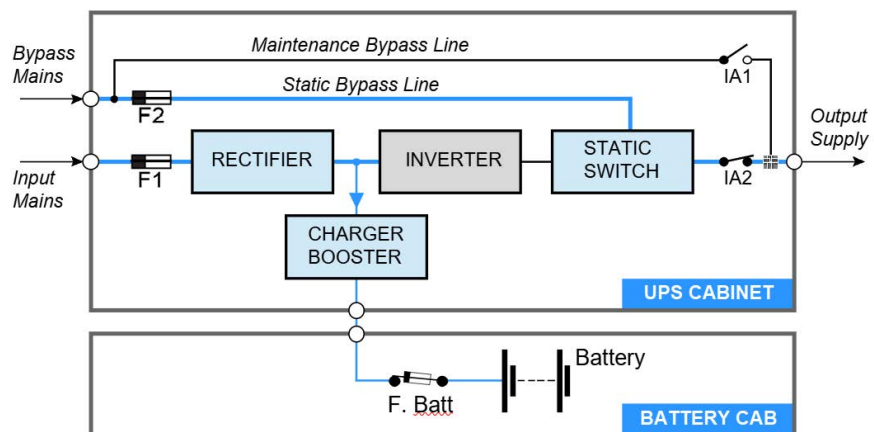 Maintenance Bypass Line
Bypass
Mains
IA1
Static Bypass Line
F2
Output
Supply
RECTIFIER
INVERTER
STATIC
SWITCH
F1
IA2
Input
Mains
CHARGER
BOOSTER
UPS CABINET
Battery
F. Batt
BATTERY CAB